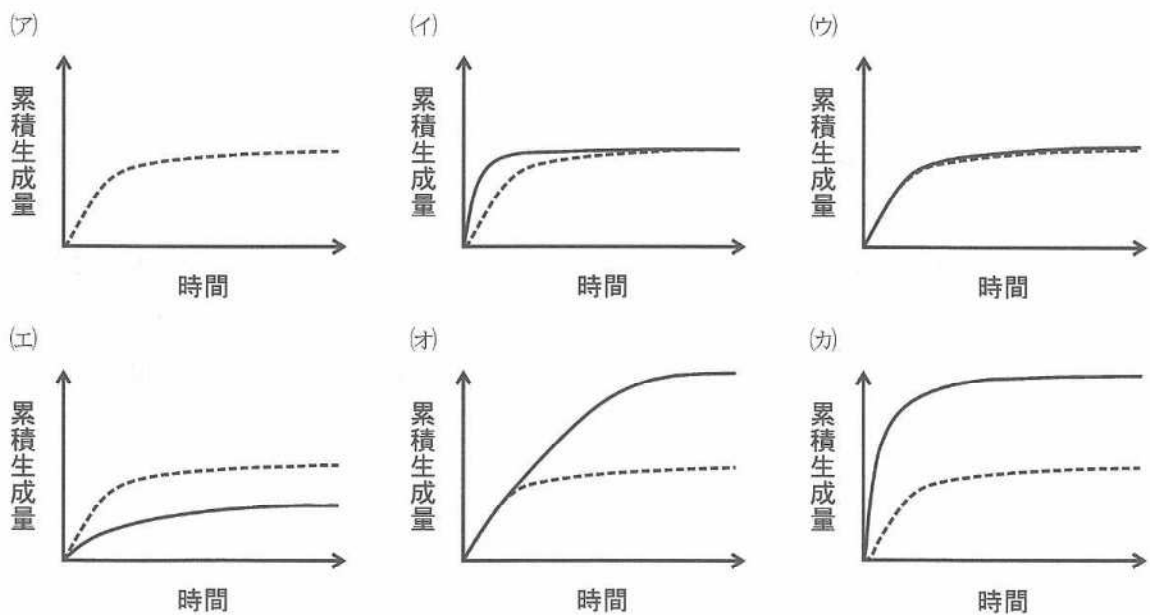 (ア)
累積生成量
時間
(イ)
累積生成量
時間
(ウ)
累積生成量
時間
(エ)
累積生成量
時間
(オ)
累積生成量
時間
(カ)
累積生成量
時間